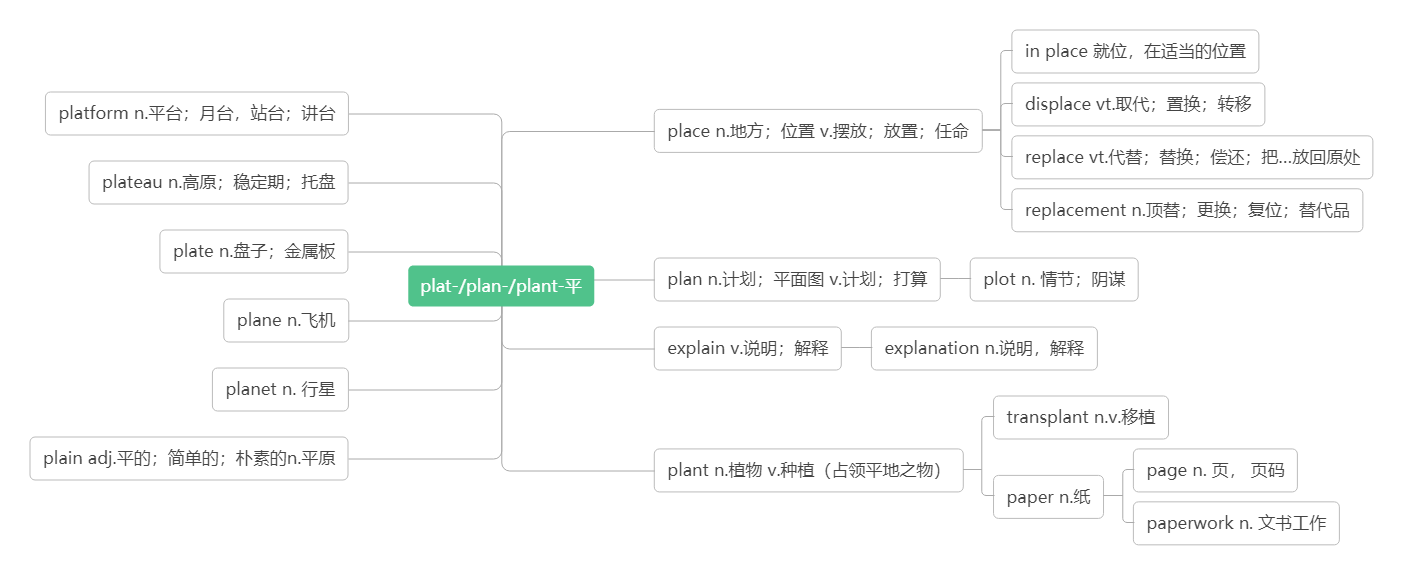 plat-/plan-/plant-平
platform n.平台；月台，站台；讲台
plateau n.高原；稳定期；托盘
plate n.盘子；金属板
plane n.飞机
planet n. 行星
plain adj.平的；简单的；朴素的n.平原
place n.地方；位置 v.摆放；放置；任命
in place 就位，在适当的位置
displace vt.取代；置换；转移
replace vt.代替；替换；偿还；把...放回原处
replacement n.顶替；更换；复位；替代品
plan n.计划；平面图 v.计划；打算
plot n. 情节；阴谋
explain v.说明；解释
explanation n.说明，解释
plant n.植物 v.种植（占领平地之物）
transplant n.v.移植
paper n.纸
page n. 页， 页码
paperwork n. 文书工作